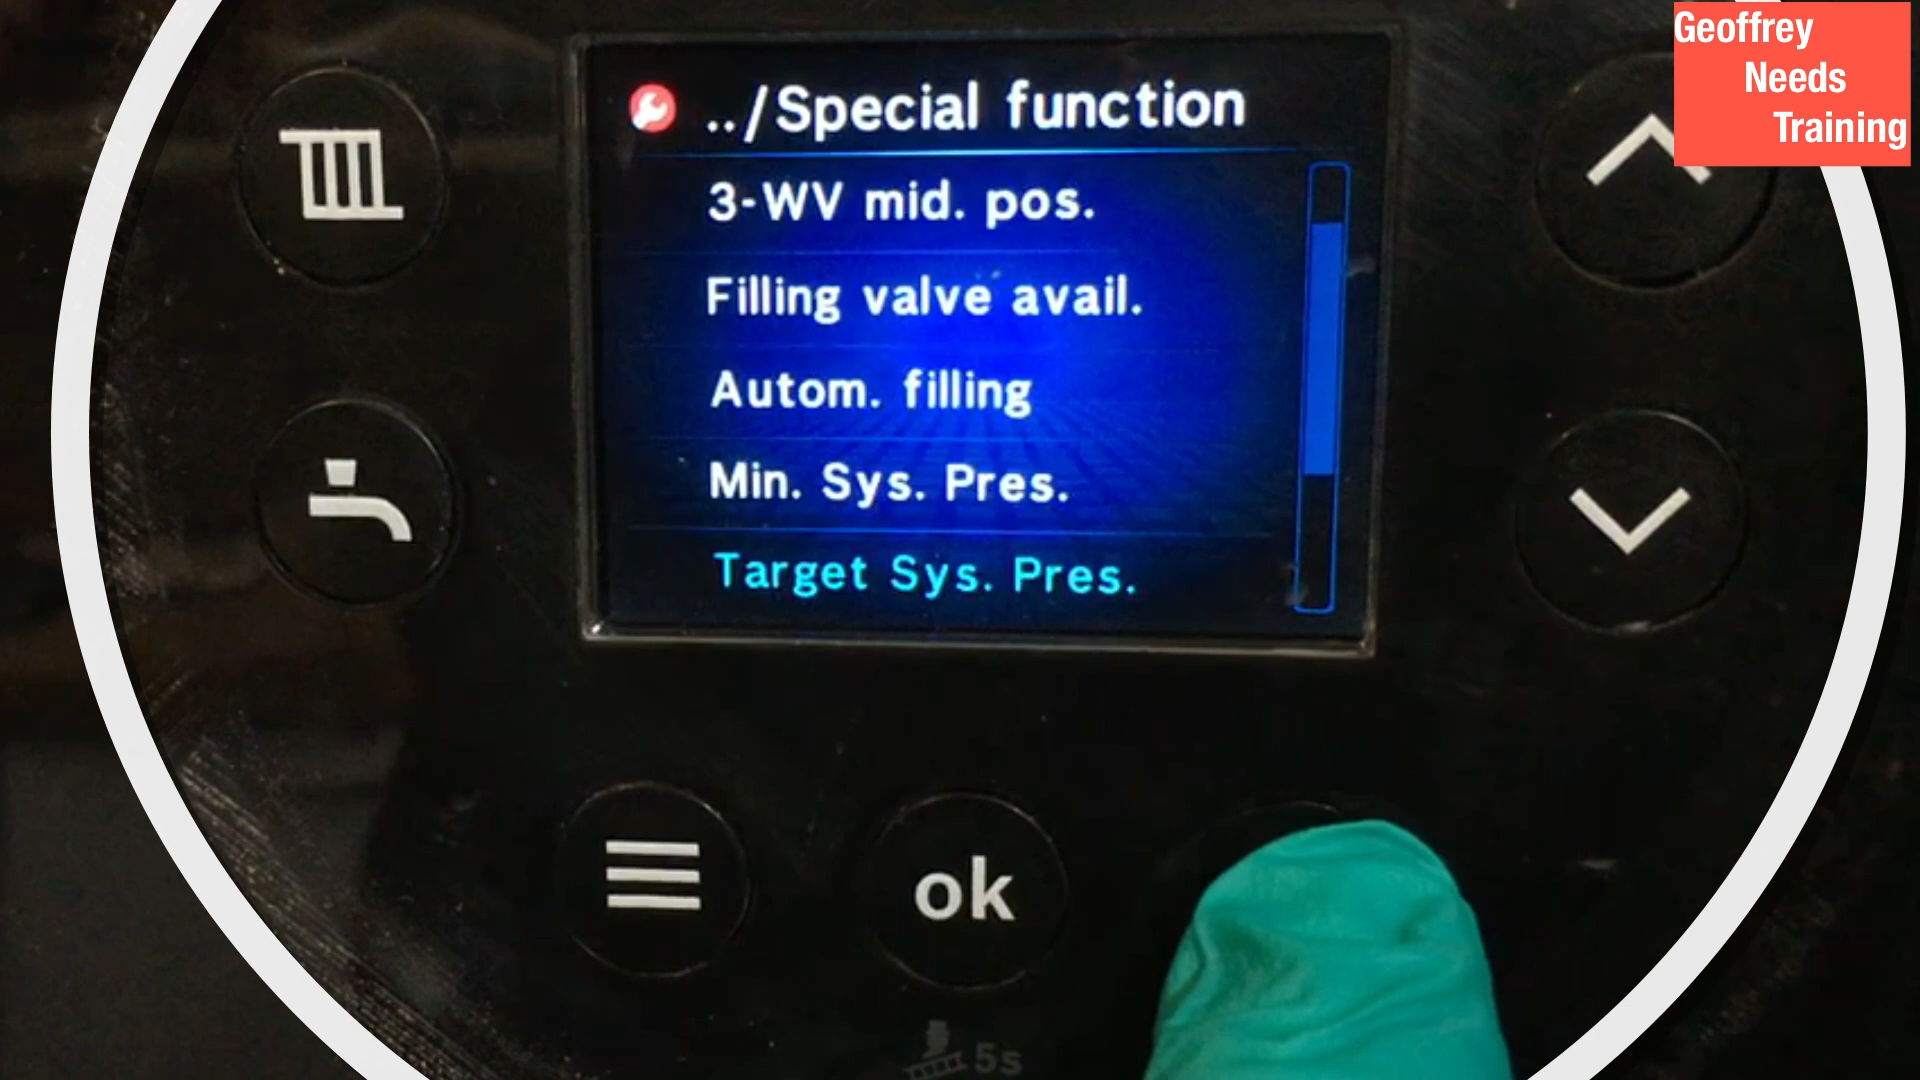 Geoffrey
Needs
Training
../Special function
3-WV mid. pos.
Filling valve avail.
Autom. filling
Min. Sys. Pres.
Target Sys. Pres.
ok
5s